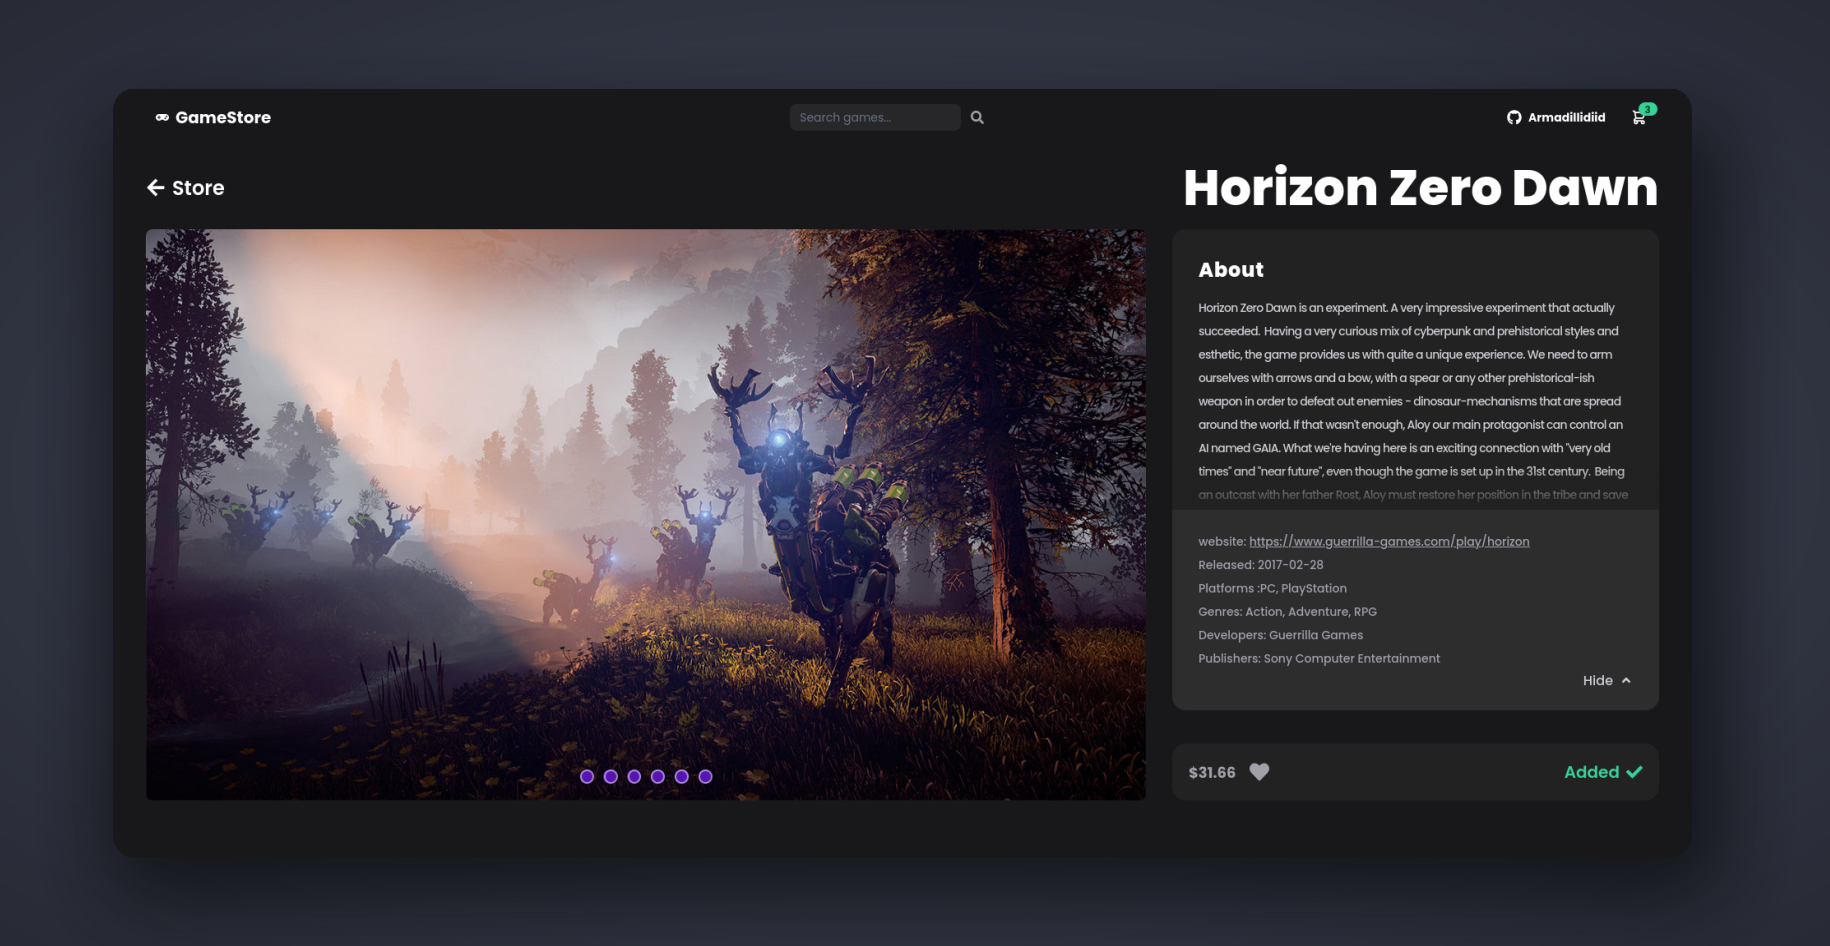 GameStore
Search games...
Armadillidiid
3
Store
Horizon Zero Dawn
About
Horizon Zero Dawn is an experiment. A very impressive experiment that actually
succeeded. Having a very curious mix of cyberpunk and prehistorical styles and
esthetic, the game provides us with quite a unique experience. We need to arm
ourselves with arrows and a bow, with a spear or any other prehistorical-ish
weapon in order to defeat out enemies - dinosaur-mechanisms that are spread
around the world. If that wasn't enough, Aloy our main protagonist can control an
AI named GAIA. What we're having here is an exciting connection with "very old
times" and "near future", even though the game is set up in the 31st century. Being
an outcast with her father Rost, Aloy must restore her position in the tribe and save
website: https://www.guerrilla-games.com/play/horizon
Released: 2017-02-28
Platforms :PC, PlayStation
Genres: Action, Adventure, RPG
Developers: Guerrilla Games
Publishers: Sony Computer Entertainment
Hide
$31.66
Added